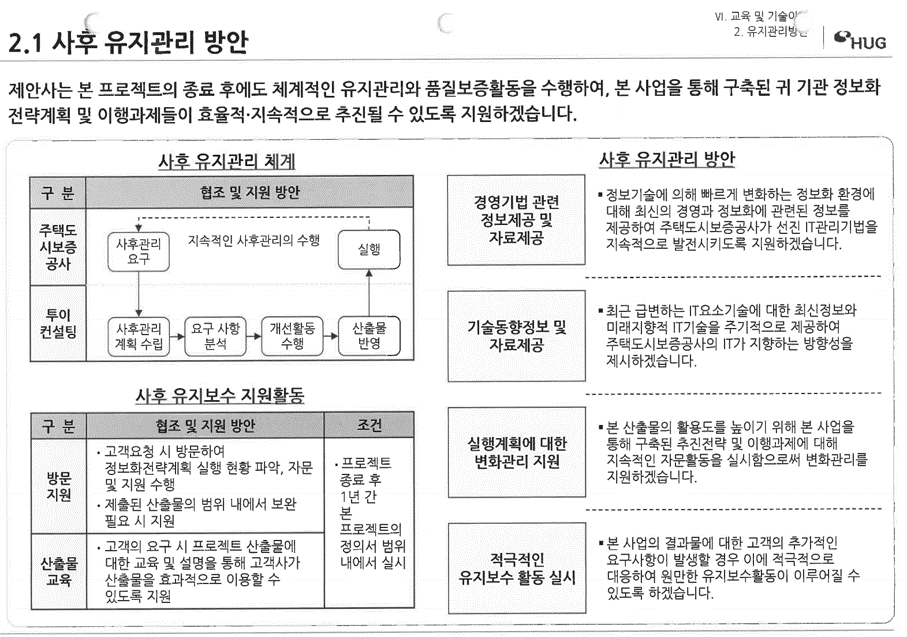 VI. 교육 및 기술이
2. 유지관리방안
HUG
2.1 사후 유지관리 방안
제안사는 본 프로젝트의 종료 후에도 체계적인 유지관리와 품질보증활동을 수행하여, 본 사업을 통해 구축된 귀 기관 정보화
전략계획 및 이행과제들이 효율적·지속적으로 추진될 수 있도록 지원하겠습니다.
사후 유지관리 체계
구 분
협조 및 지원 방안
주택도
시보증
공사
사후관리
요구
지속적인 사후관리의 수행
실행
투이
컨설팅
사후관리
계획 수립
요구 사항
분석
개선활동
수행
산출물
반영
사후 유지보수 지원활동
구 분
협조 및 지원 방안
조건
방문
지원
· 고객요청 시 방문하여
정보화전략계획 실행 현황 파악, 자문
및 지원 수행
· 제출된 산출물의 범위 내에서 보완
필요 시 지원
산출물
교육
· 고객의 요구 시 프로젝트 산출물에
대한 교육 및 설명을 통해 고객사가
산출물을 효과적으로 이용할 수
있도록 지원
· 프로젝트
종료 후
1년 간
본
프로젝트의
정의서 범위
내에서 실시
사후 유지관리 방안
경영기법 관련
정보제공 및
자료제공
▪ 정보기술에 의해 빠르게 변화하는 정보화 환경에
대해 최신의 경영과 정보화에 관련된 정보를
제공하여 주택도시보증공사가 선진 IT관리기법을
지속적으로 발전시키도록 지원하겠습니다.
기술동향정보 및
자료제공
▪ 최근 급변하는 IT요소기술에 대한 최신정보와
미래지향적 IT기술을 주기적으로 제공하여
주택도시보증공사의 IT가 지향하는 방향성을
제시하겠습니다.
실행계획에 대한
변화관리 지원
▪ 본 산출물의 활용도를 높이기 위해 본 사업을
통해 구축된 추진전략 및 이행과제에 대해
지속적인 자문활동을 실시함으로써 변화관리를
지원하겠습니다.
적극적인
유지보수 활동 실시
▪ 본 사업의 결과물에 대한 고객의 추가적인
요구사항이 발생할 경우 이에 적극적으로
대응하여 원만한 유지보수활동이 이루어질 수
있도록 하겠습니다.